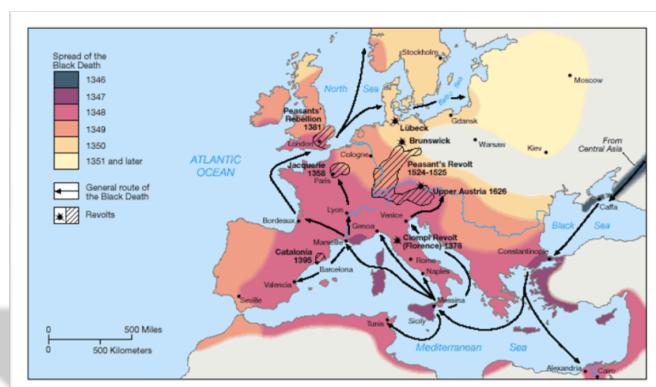 Spread of the
Black Death
1346
1347
1348
1349
1350
1351 and later
General route of
the Black Death
Revolts
ATLANTIC
OCEAN
North Sea
Baltic Sea
Stockholm
Moscow
Peasants'
Rebellion
1381
London
Lübeck
Gdansk
Brunswick
Warsaw
Kiev
From
Central Asia
Cologne
Peasant's Revolt
1524-1525
Jacquerie
1358
Paris
Upper Austria 1626
Caffa
Lyon
Venice
Black Sea
Bordeaux
Genoa
Ciompi Revolt
(Florence) 1378
Marseille
Constantinople
Catalonia
1395
Rome
Barcelona
Naples
Valencia
Messina
Seville
Sicily
Tunis
0 500 Miles
0 500 Kilometers
Mediterranean Sea
Alexandria
Cairo